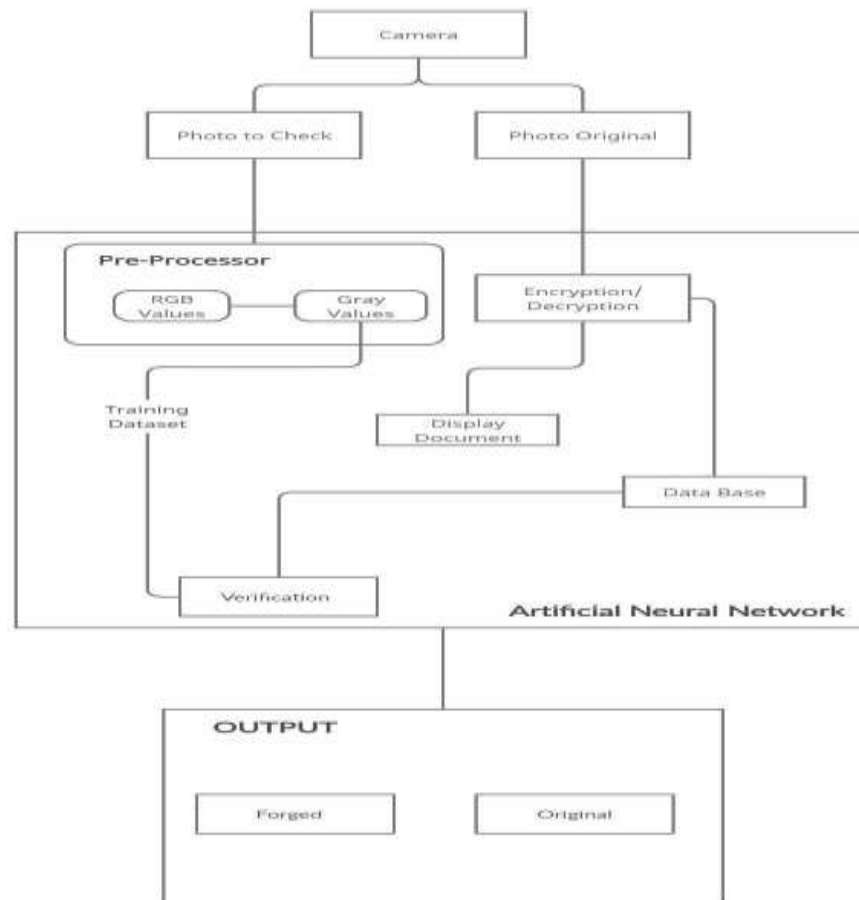 Camera
Photo to Check
Photo Original
Pre-Processor
RGB
Values
Gray
Values
Encryption/
Decryption
Training
Dataset
Display
Document
Data Base
Verification
Artificial Neural Network
OUTPUT
Forged
Original